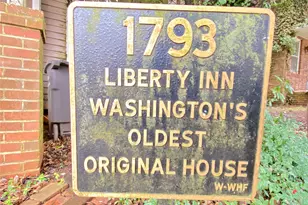 1793
LIBERTY INN
WASHINGTON'S
OLDEST
ORIGINAL HOUSE
W-WHF